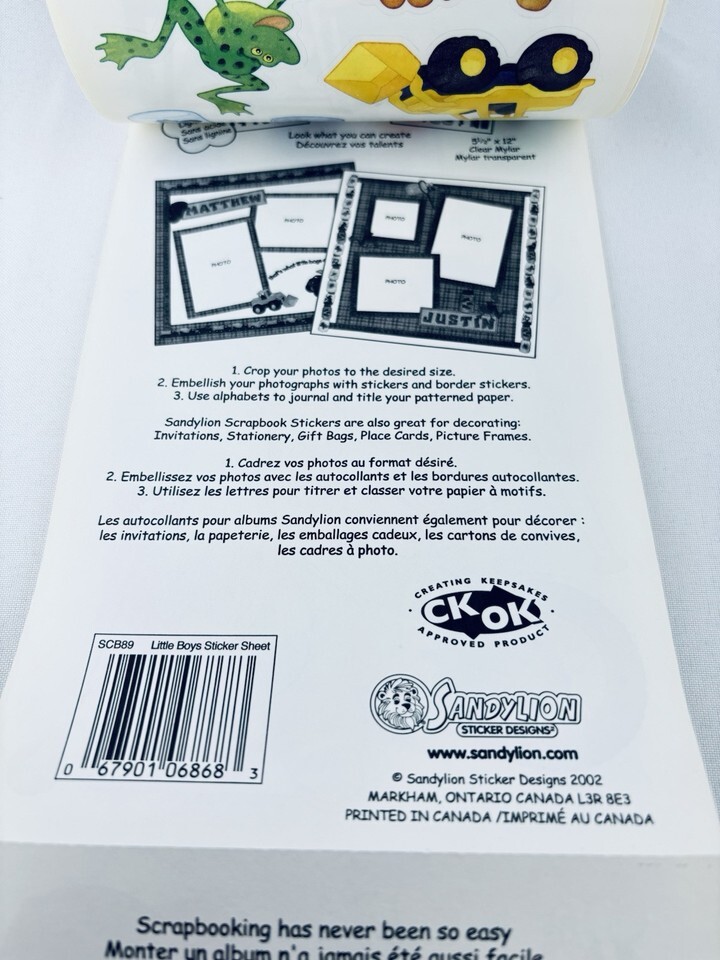 Sans acide
Sans lignine
Look what you can create
Découvrez vos talents
5½" x 12"
Clear Mylar
Mylar transparent
MATTHEW
PHOTO
PHOTO
PHOTO
PHOTO
PHOTO
JUSTIN
1. Crop your photos to the desired size.
2. Embellish your photographs with stickers and border stickers.
3. Use alphabets to journal and title your patterned paper.
Sandylion Scrapbook Stickers are also great for decorating:
Invitations, Stationery, Gift Bags, Place Cards, Picture Frames.
1. Cadrez vos photos au format désiré.
2. Embellissez vos photos avec les autocollants et les bordures autocollantes.
3. Utilisez les lettres pour titrer et classer votre papier à motifs.
Les autocollants pour albums Sandylion conviennent également pour décorer :
les invitations, la papeterie, les emballages cadeux, les cartons de convives,
les cadres à photo.
CREATING KEEPSAKES
CK OK
APPROVED PRODUCT
SCB89 Little Boys Sticker Sheet
0 67901 06868 3
SANDYLION
STICKER DESIGNS
www.sandylion.com
© Sandylion Sticker Designs 2002
MARKHAM, ONTARIO CANADA L3R 8E3
PRINTED IN CANADA /IMPRIMÉ AU CANADA
Scrapbooking has never been so easy
Monter un album n'a jamais été aussi facile